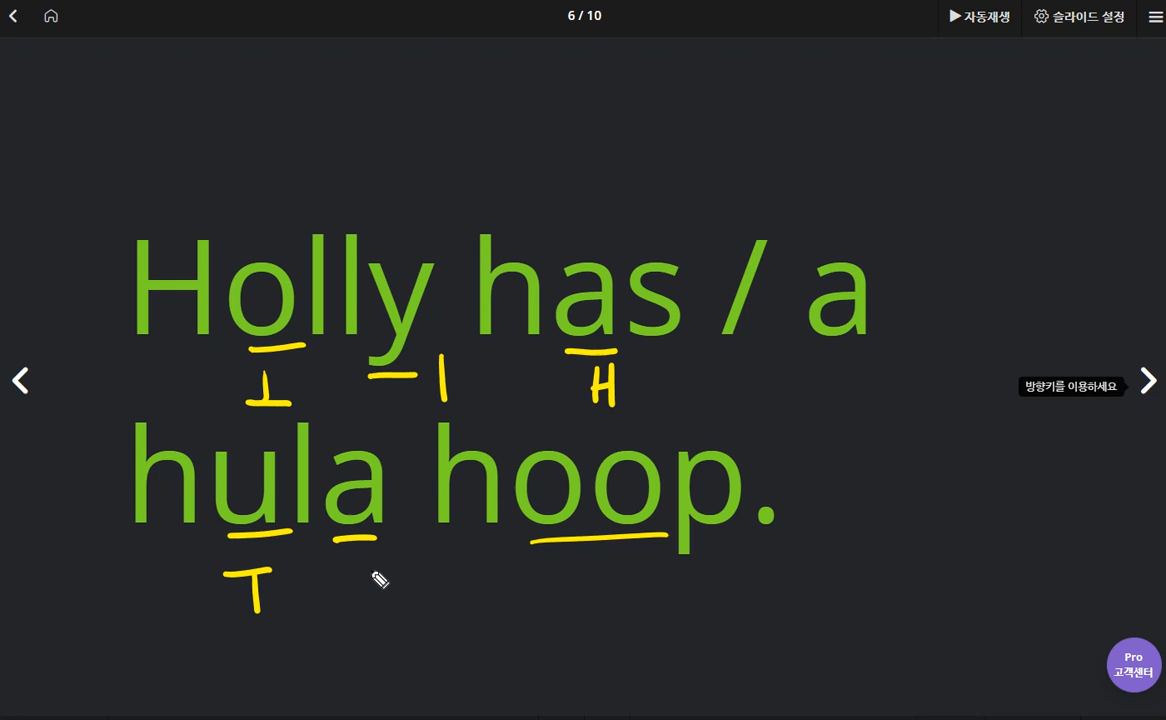 6 / 10
▶ 자동재생
슬라이드 설정
Holly has / a
ㅗ ㅣ ㅐ
방향키를 이용하세요
hula hoop.
ㅜ
Pro
고객센터